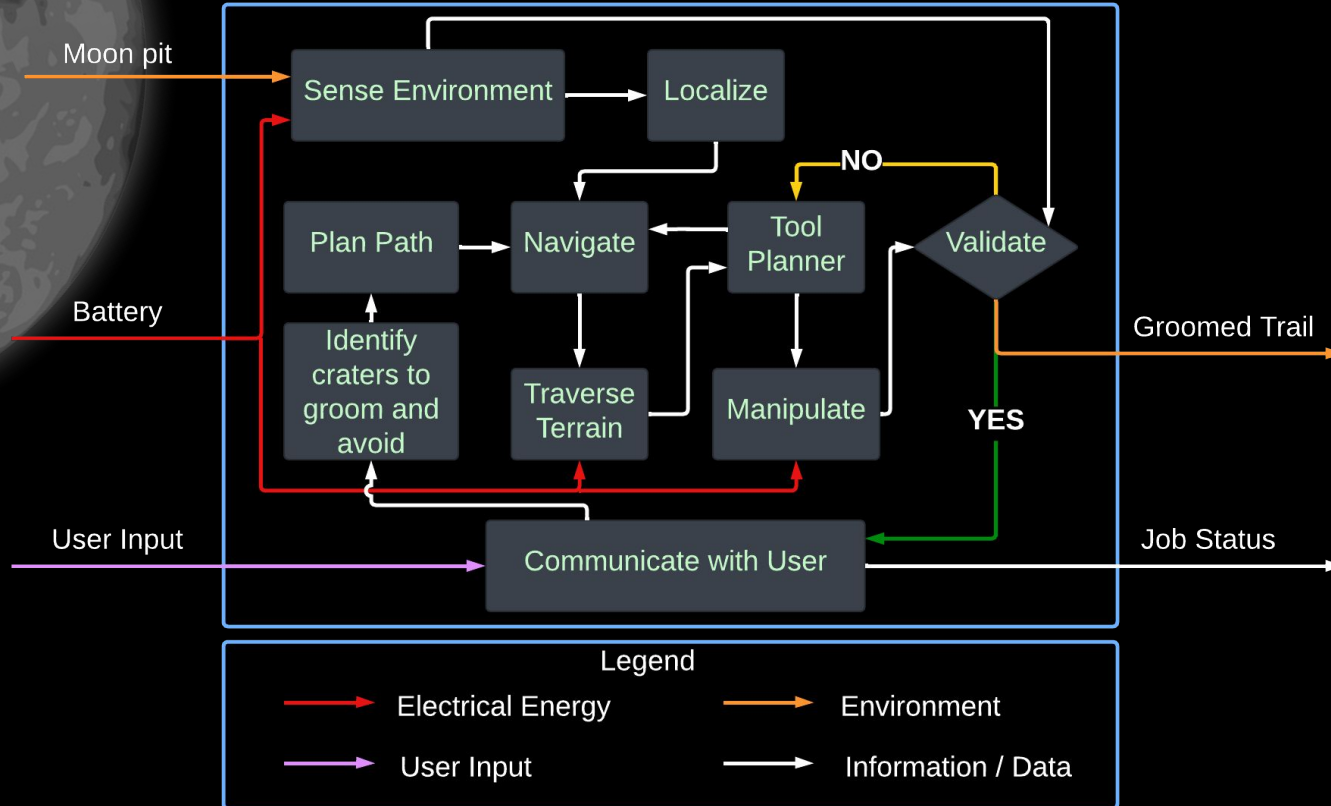 Moon pit
Sense Environment
Localize
NO
Plan Path
Navigate
Tool
Planner
Validate
Battery
Identify
craters to
groom and
avoid
Traverse
Terrain
Manipulate
Groomed Trail
YES
User Input
Communicate with User
Job Status
Legend
Electrical Energy
Environment
User Input
Information / Data